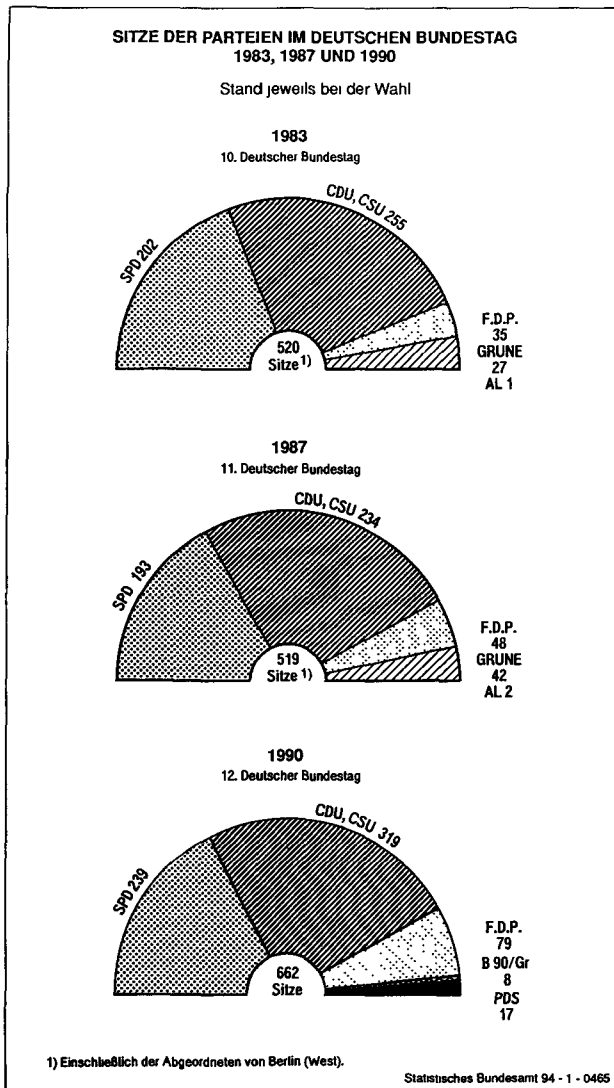 SITZE DER PARTEIEN IM DEUTSCHEN BUNDESTAG
1983, 1987 UND 1990
Stand jeweils bei der Wahl
1983
10. Deutscher Bundestag
SPD 202
CDU, CSU 255
F.D.P.
35
GRUNE
27
AL 1
520
Sitze 1)
1987
11. Deutscher Bundestag
SPD 193
CDU, CSU 234
F.D.P.
48
GRUNE
42
AL 2
519
Sitze 1)
1990
12. Deutscher Bundestag
SPD 239
CDU, CSU 319
F.D.P.
79
B 90/Gr
8
PDS
17
662
Sitze
1) Einschließlich der Abgeordneten von Berlin (West).
Statistisches Bundesamt 94 - 1 - 0465